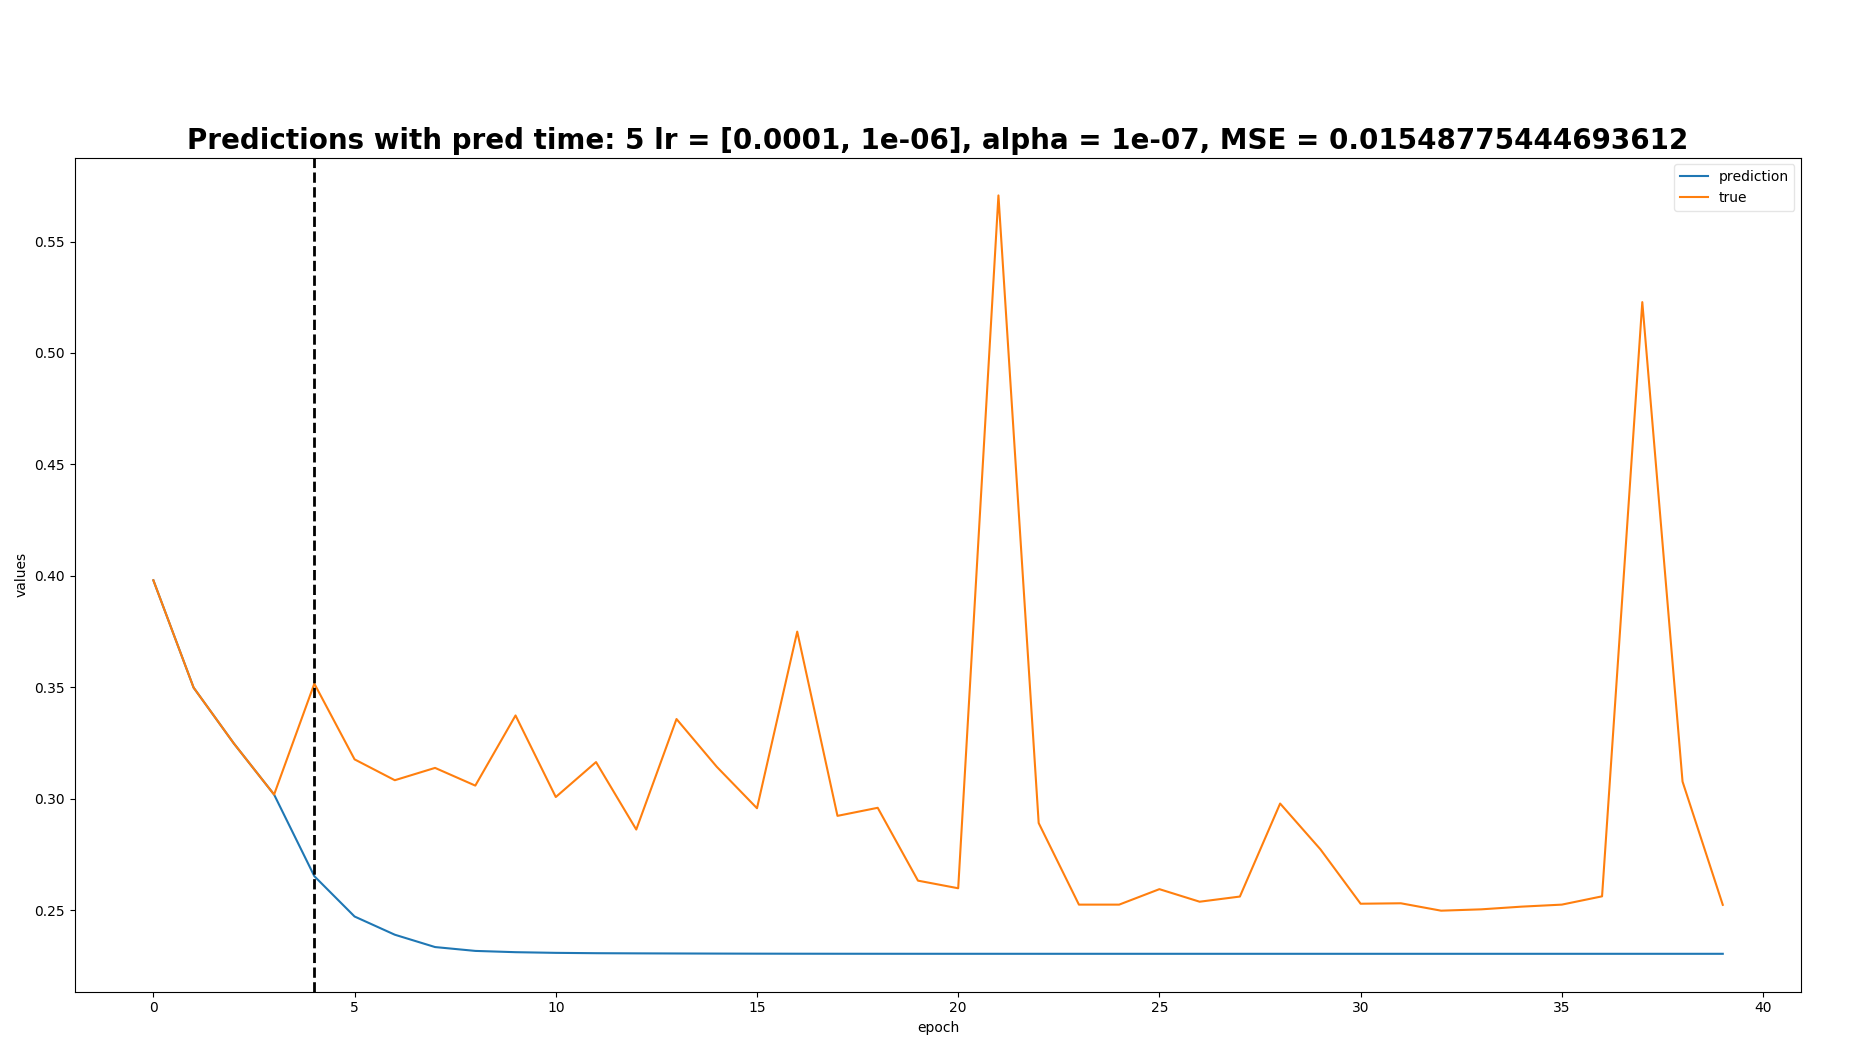 Predictions with pred time: 5 lr = [0.0001, 1e-06], alpha = 1e-07, MSE = 0.01548775444693612
prediction
true
0.55
0.50
0.45
0.40
0.35
0.30
0.25
values
0 5 10 15 20 25 30 35 40
epoch